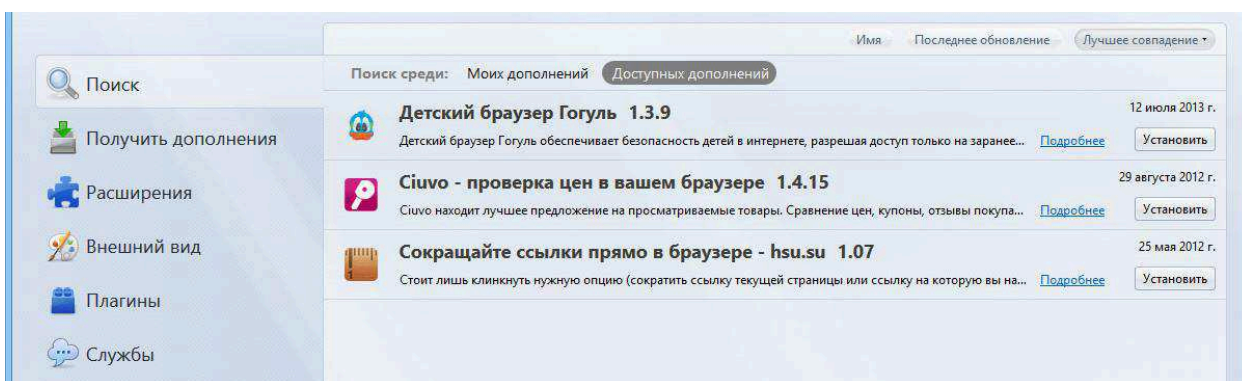 Имя Последнее обновление Лучшее совпадение
Поиск
Поиск среди: Моих дополнений Доступных дополнений
Получить дополнения
Расширения
Внешний вид
Плагины
Службы
Детский браузер Гогуль 1.3.9 12 июля 2013 г.
Детский браузер Гогуль обеспечивает безопасность детей в интернете, разрешая доступ только на заранее... Подробнее Установить
Ciuvo - проверка цен в вашем браузере 1.4.15 29 августа 2012 г.
Ciuvo находит лучшее предложение на просматриваемые товары. Сравнение цен, купоны, отзывы покупа... Подробнее Установить
Сокращайте ссылки прямо в браузере - hsu.su 1.07 25 мая 2012 г.
Стоит лишь кликнуть нужную опцию (сократить ссылку текущей страницы или ссылку на которую вы на... Подробнее Установить